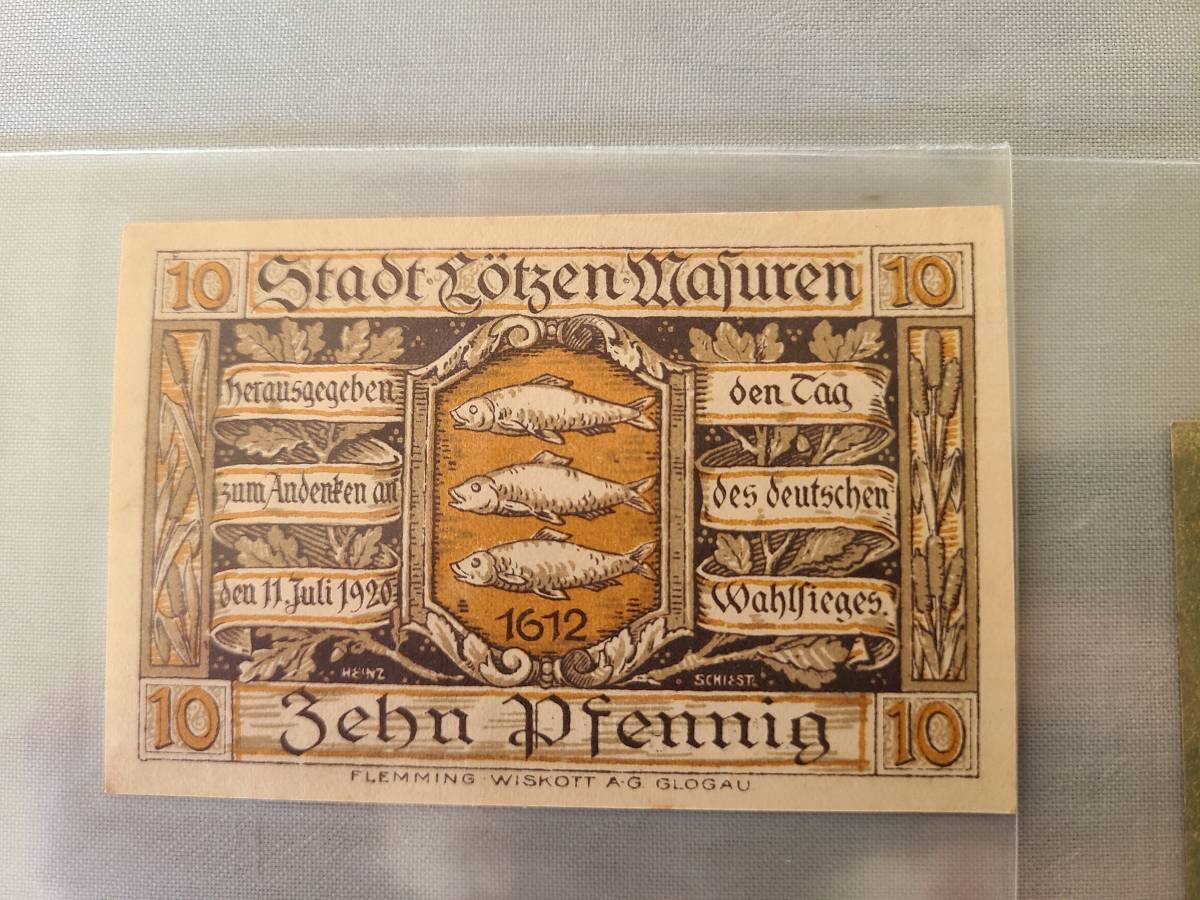 10 Stadt·Lötzen·Maſuren 10
herausgegeben
zum Andenken an
den 11. Juli 1920
den Tag
des deutschen
Wahlſieges.
1612
HEINZ SCHIESTL
10 Zehn Pfennig 10
FLEMMING-WISKOTT A-G. GLOGAU